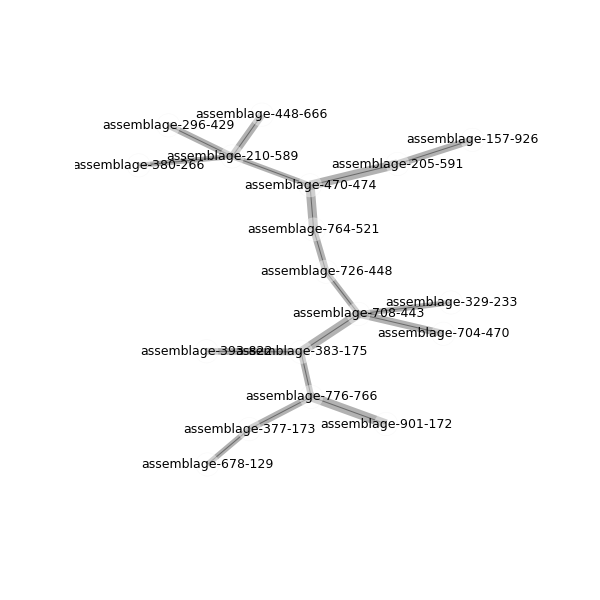 assemblage-448-666
assemblage-296-429
assemblage-157-926
assemblage-210-589
assemblage-380-266
assemblage-205-591
assemblage-470-474
assemblage-764-521
assemblage-726-448
assemblage-329-233
assemblage-708-443
assemblage-704-470
assemblage-393-822
assemblage-383-175
assemblage-776-766
assemblage-901-172
assemblage-377-173
assemblage-678-129